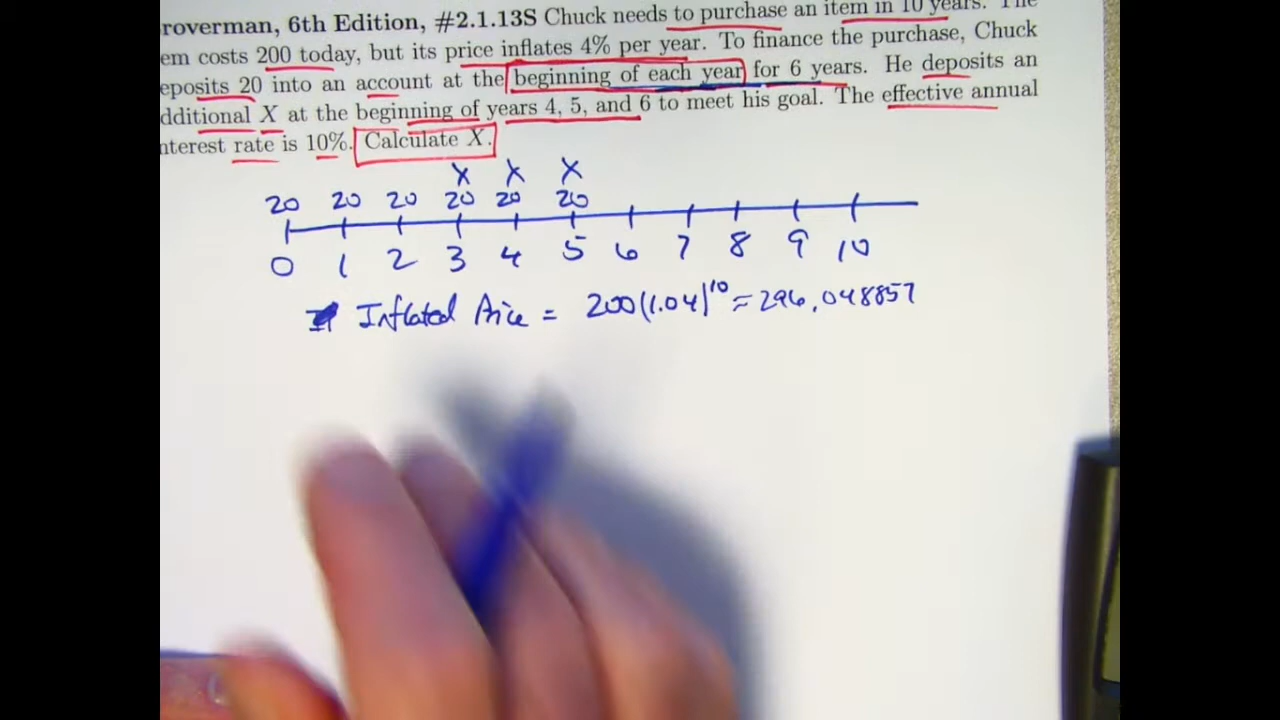 roverman, 6th Edition, #2.1.13S Chuck needs to purchase an item in 10 years. The
em costs 200 today, but its price inflates 4% per year. To finance the purchase, Chuck
eposits 20 into an account at the beginning of each year for 6 years. He deposits an
dditional X at the beginning of years 4, 5, and 6 to meet his goal. The effective annual
nterest rate is 10%. Calculate X.
X X X
20 20 20 20 20 20
0 1 2 3 4 5 6 7 8 9 10
Inflated Price = 200(1.04)^10 ≈ 296.048857